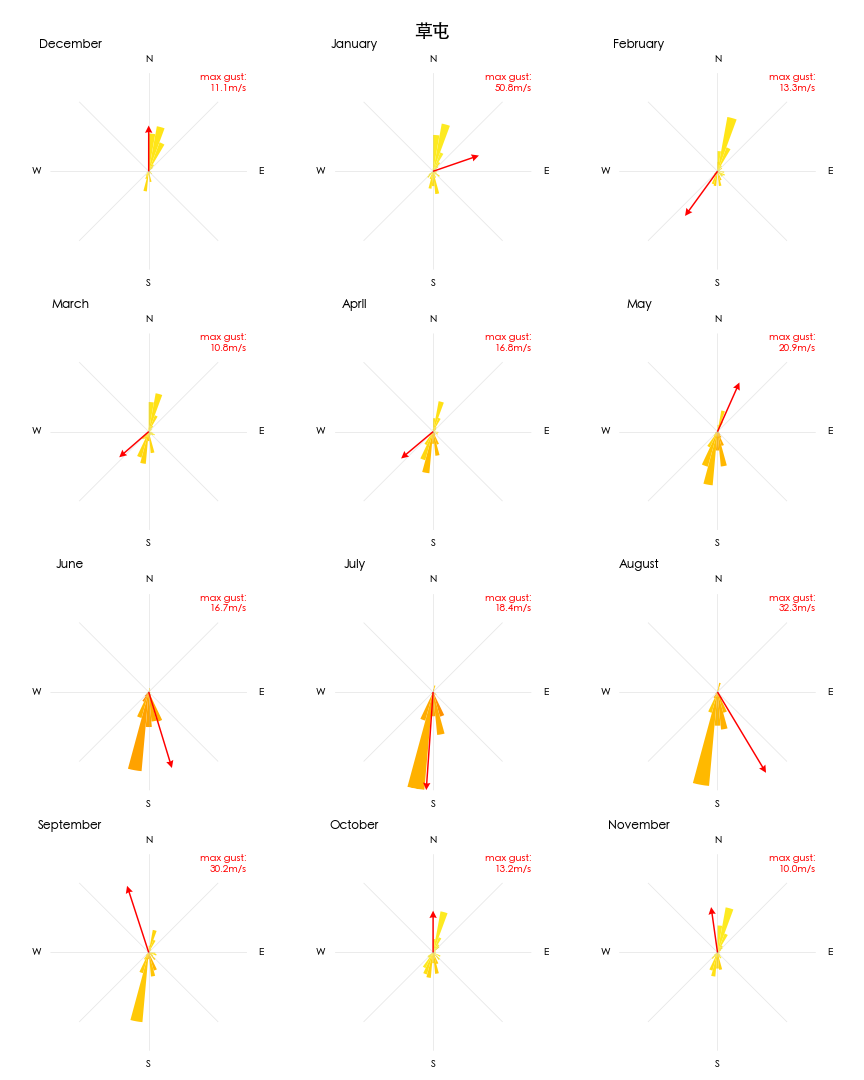 草屯
December
N
max gust:
11.1m/s
W
E
S
January
N
max gust:
50.8m/s
W
E
S
February
N
max gust:
13.3m/s
W
E
S
March
N
max gust:
10.8m/s
W
E
S
April
N
max gust:
16.8m/s
W
E
S
May
N
max gust:
20.9m/s
W
E
S
June
N
max gust:
16.7m/s
W
E
S
July
N
max gust:
18.4m/s
W
E
S
August
N
max gust:
32.3m/s
W
E
S
September
N
max gust:
30.2m/s
W
E
S
October
N
max gust:
13.2m/s
W
E
S
November
N
max gust:
10.0m/s
W
E
S